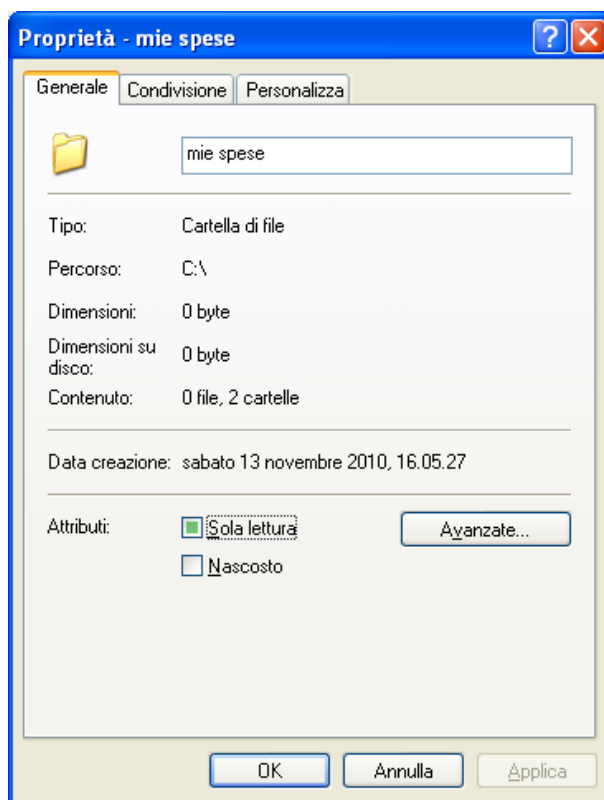 Proprietà - mie spese
?
Generale Condivisione Personalizza
mie spese
Tipo: Cartella di file
Percorso: C:\
Dimensioni: 0 byte
Dimensioni su
disco: 0 byte
Contenuto: 0 file, 2 cartelle
Data creazione: sabato 13 novembre 2010, 16.05.27
Attributi: Sola lettura Avanzate...
Nascosto
OK Annulla Applica